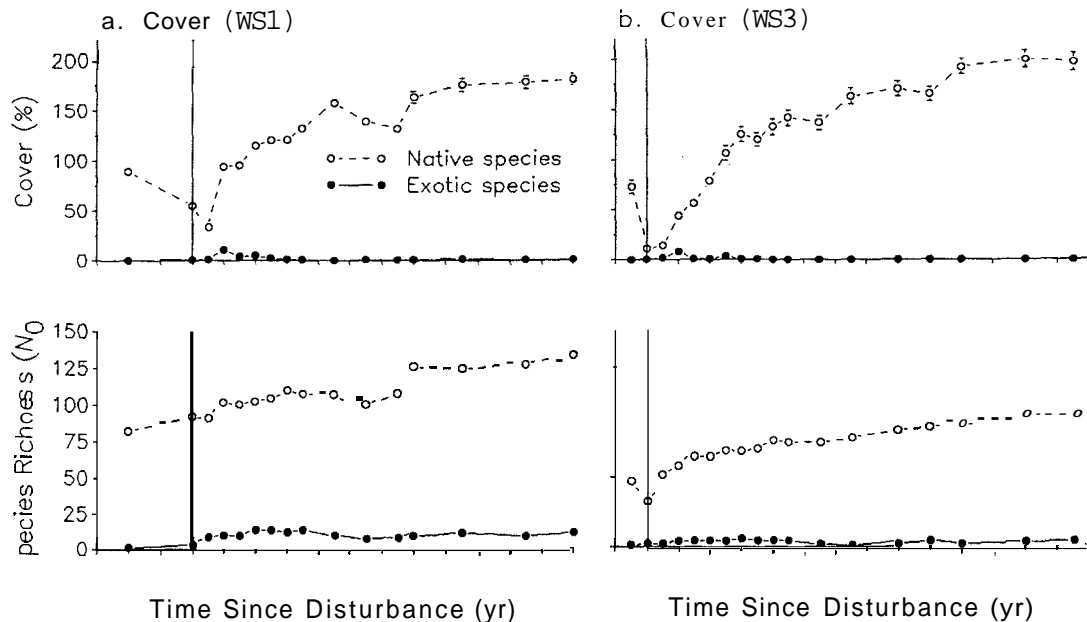 a. Cover (WS1)
b. Cover (WS3)
Cover (%)
200
150
100
50
0
Native species
Exotic species
pecies Richness (N0
150
125
100
75
50
25
0
Time Since Disturbance (yr)
Time Since Disturbance (yr)